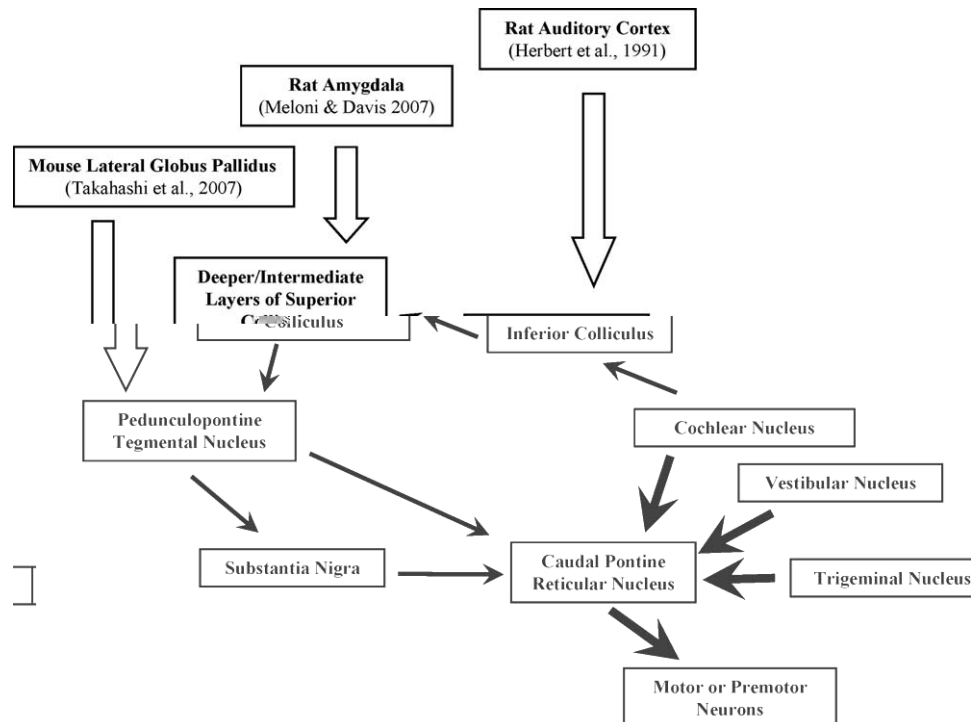 Rat Auditory Cortex
(Herbert et al., 1991)
Rat Amygdala
(Meloni & Davis 2007)
Mouse Lateral Globus Pallidus
(Takahashi et al., 2007)
Deeper/Intermediate
Layers of Superior
Colliculus
Inferior Colliculus
Pedunculopontine
Tegmental Nucleus
Cochlear Nucleus
Vestibular Nucleus
Substantia Nigra
Caudal Pontine
Reticular Nucleus
Trigeminal Nucleus
Motor or Premotor
Neurons